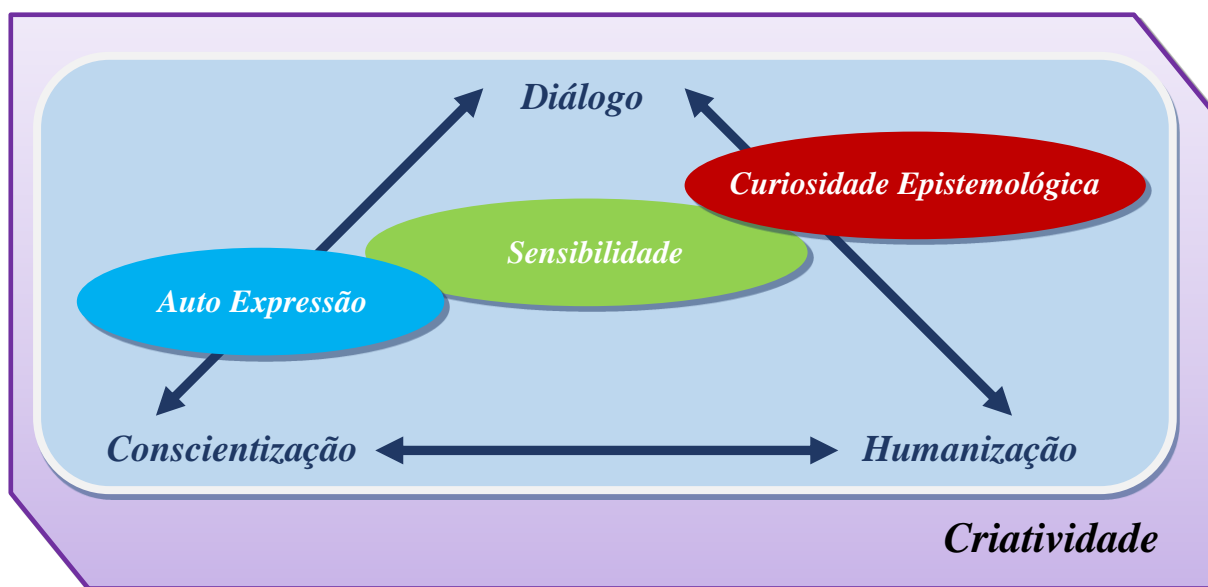 Diálogo
Curiosidade Epistemológica
Sensibilidade
Auto Expressão
Conscientização
Humanização
Criatividade